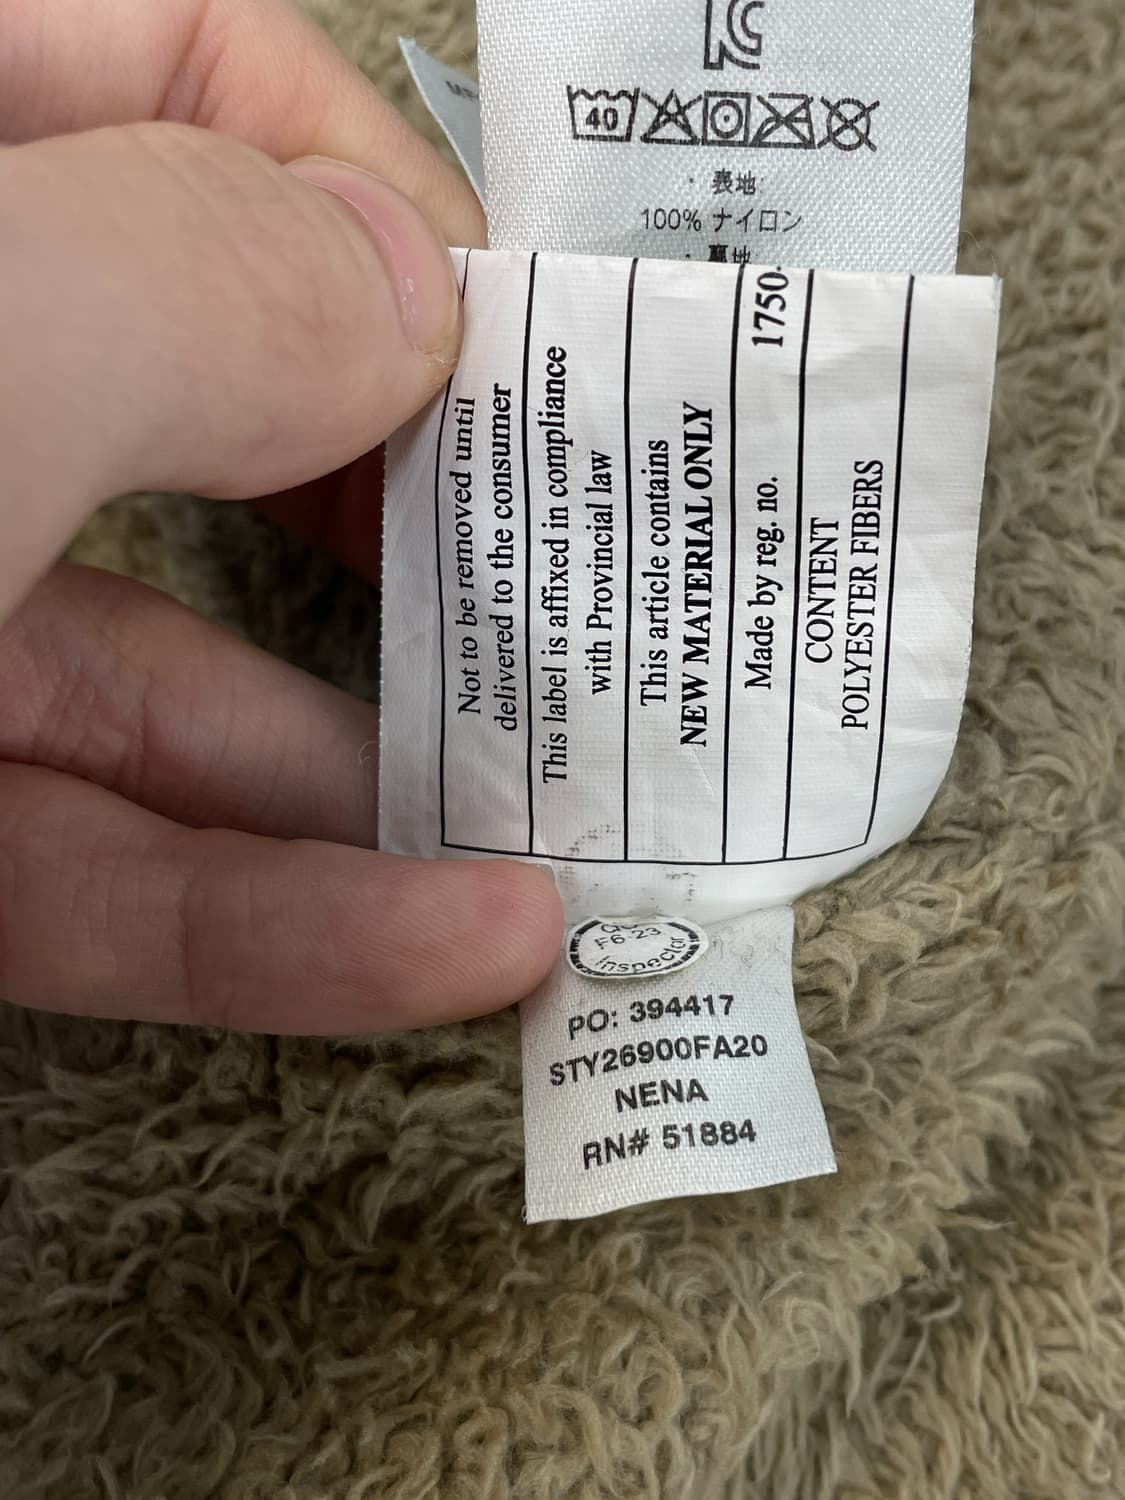 40
・表地:
100% ナイロン
・裏地:
Not to be removed until
delivered to the consumer
This label is affixed in compliance
with Provincial law
This article contains
NEW MATERIAL ONLY
Made by reg. no. 1750-
CONTENT
POLYESTER FIBERS
F6-23
Inspector
PO: 394417
STY26900FA20
NENA
RN# 51884